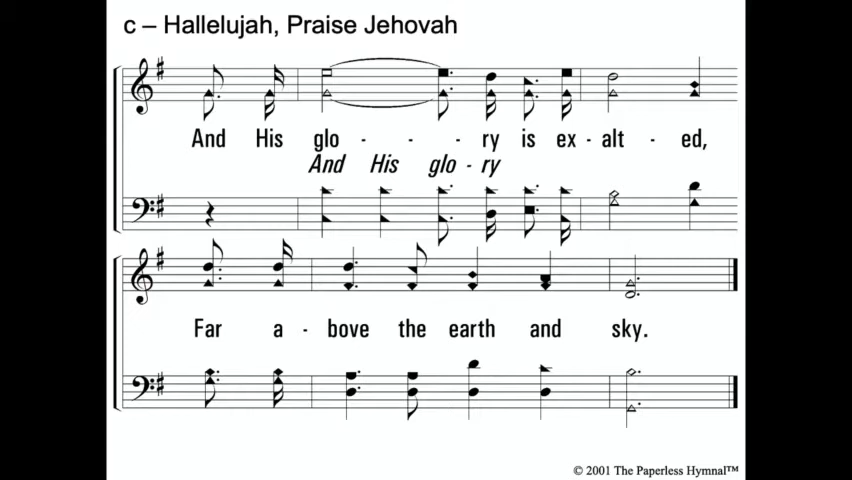 c – Hallelujah, Praise Jehovah
And His glo - - - ry is ex - alt - ed,
And His glo - ry
Far a - bove the earth and sky.
© 2001 The Paperless Hymnal™